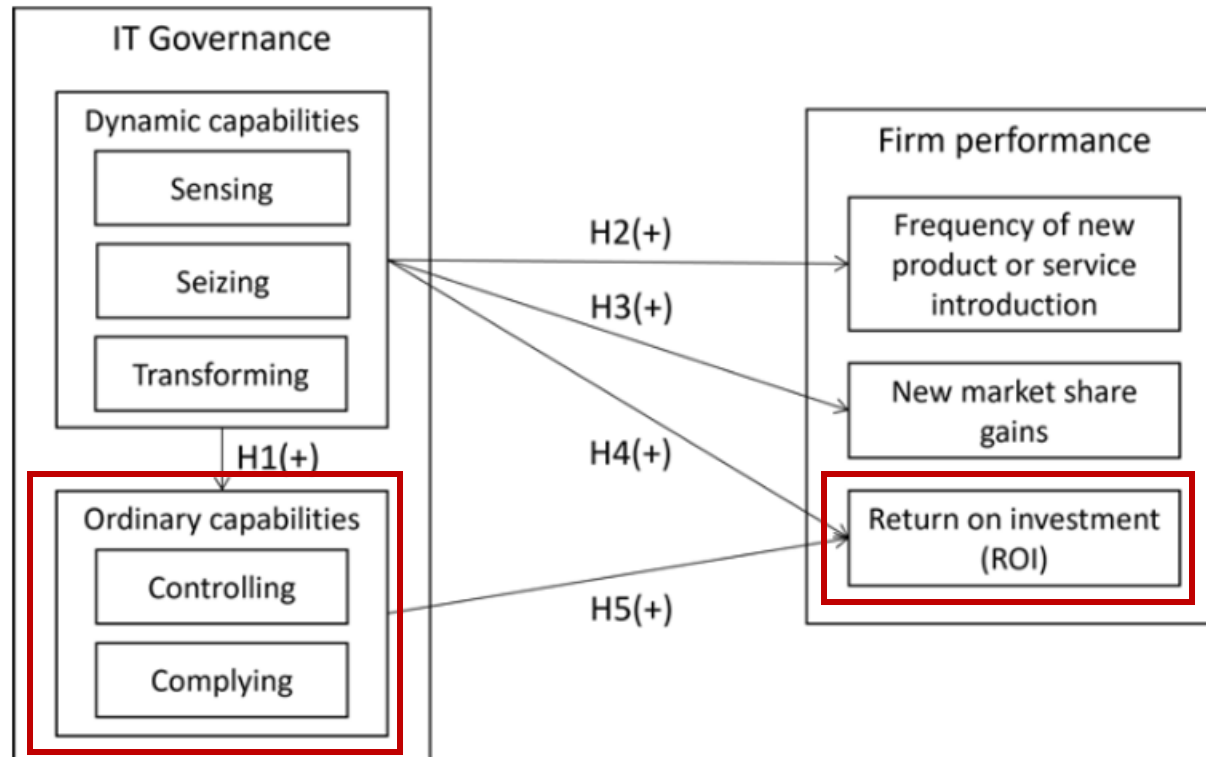 IT Governance
Dynamic capabilities
Sensing
Seizing
Transforming
H1(+)
Ordinary capabilities
Controlling
Complying
H2(+)
H3(+)
H4(+)
H5(+)
Firm performance
Frequency of new
product or service
introduction
New market share
gains
Return on investment
(ROI)